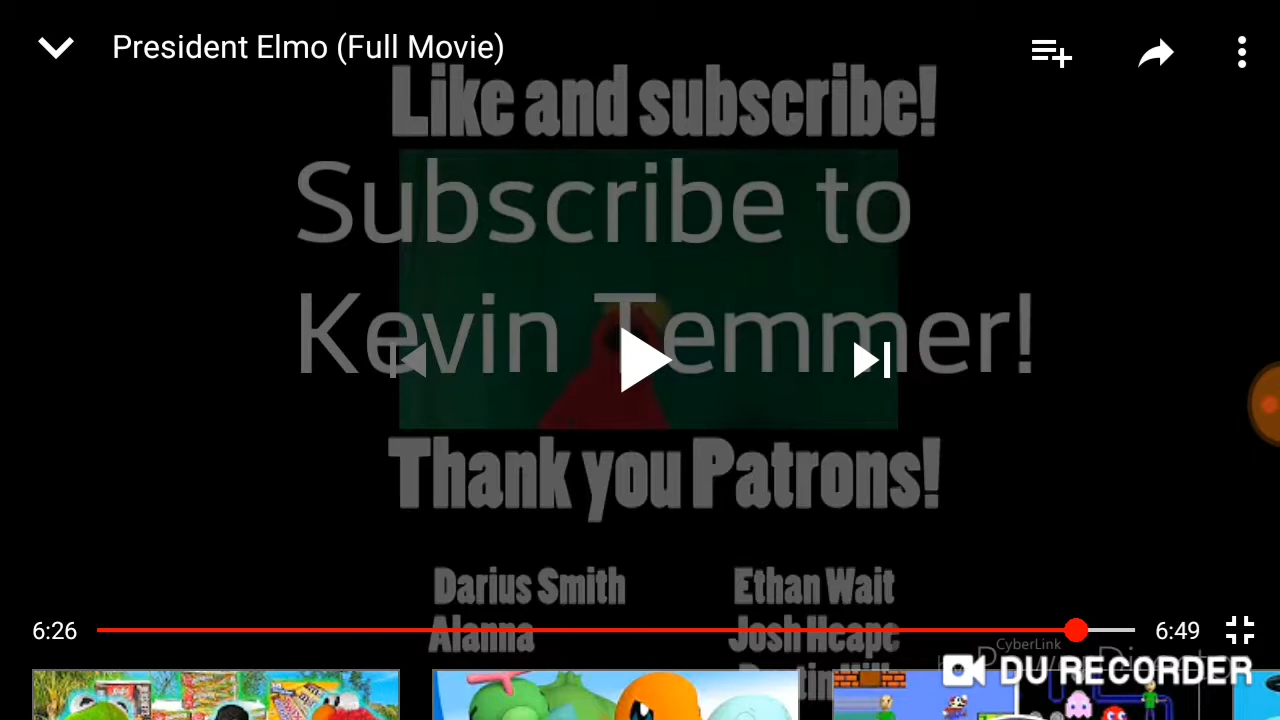 President Elmo (Full Movie)
Like and subscribe!
Subscribe to
Kevin Temmer!
Thank you Patrons!
Darius Smith
Ethan Wait
Alanna
Josh Heape
6:26
6:49
CyberLink
DU RECORDER